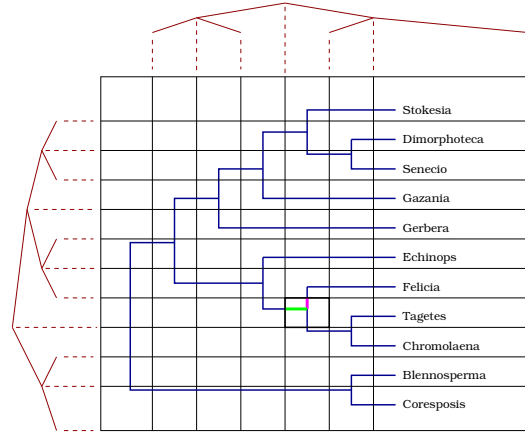 Stokesia
Dimorphoteca
Senecio
Gazania
Gerbera
Echinops
Felicia
Tagetes
Chromolaena
Blennosperma
Coresposis